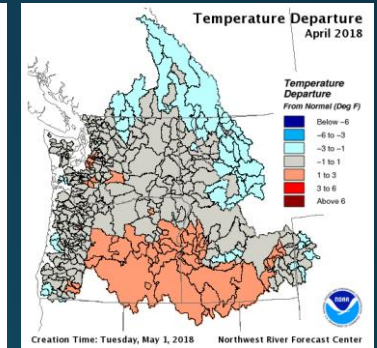 Temperature Departure
April 2018
Temperature
Departure
From Normal (Deg F)
Below -6
-6 to -3
-3 to -1
-1 to 1
1 to 3
3 to 6
Above 6
NOAA
Creation Time: Tuesday, May 1, 2018 Northwest River Forecast Center